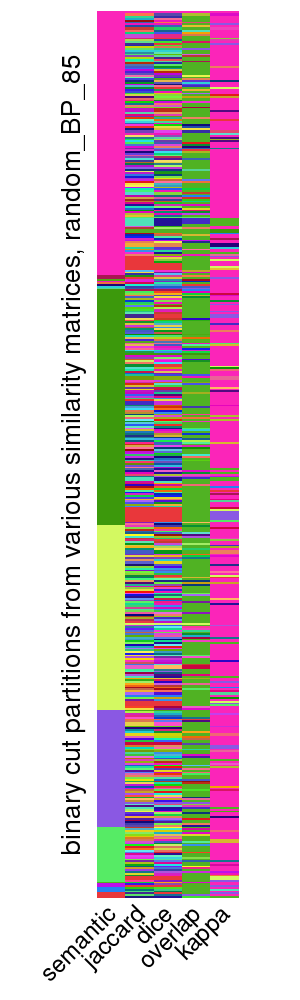 binary cut partitions from various similarity matrices, random_BP_85
semantic
jaccard
dice
overlap
kappa